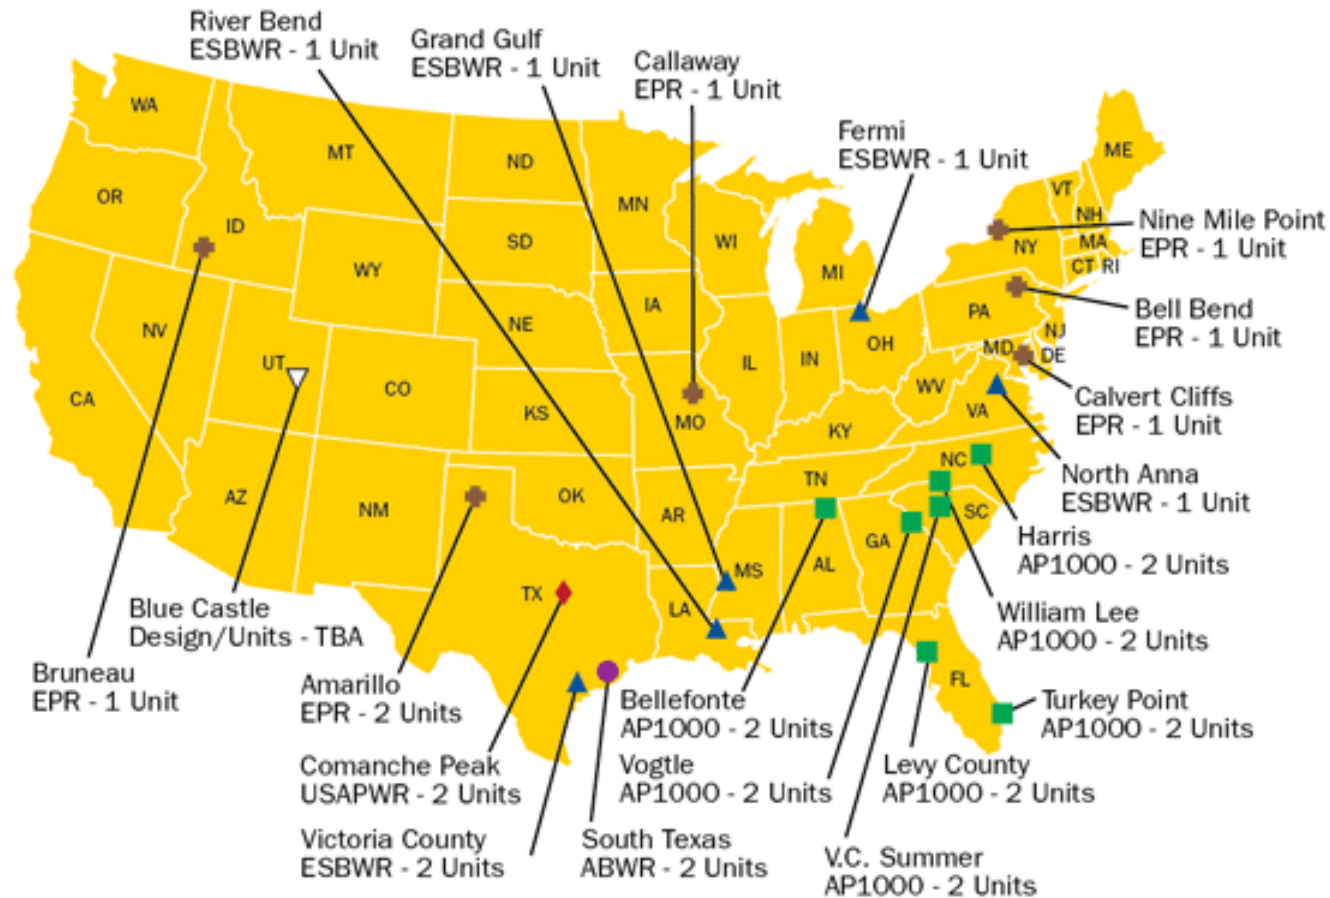 River Bend
ESBWR - 1 Unit
Grand Gulf
ESBWR - 1 Unit
Callaway
EPR - 1 Unit
Fermi
ESBWR - 1 Unit
Nine Mile Point
EPR - 1 Unit
Bell Bend
EPR - 1 Unit
Calvert Cliffs
EPR - 1 Unit
North Anna
ESBWR - 1 Unit
Harris
AP1000 - 2 Units
William Lee
AP1000 - 2 Units
Turkey Point
AP1000 - 2 Units
Levy County
AP1000 - 2 Units
V.C. Summer
AP1000 - 2 Units
Bellefonte
AP1000 - 2 Units
Vogtle
AP1000 - 2 Units
South Texas
ABWR - 2 Units
Amarillo
EPR - 2 Units
Comanche Peak
USAPWR - 2 Units
Victoria County
ESBWR - 2 Units
Blue Castle
Design/Units - TBA
Bruneau
EPR - 1 Unit
WA
OR
CA
NV
ID
MT
WY
UT
AZ
CO
NM
ND
SD
NE
KS
OK
TX
MN
IA
MO
AR
LA
WI
IL
MI
IN
OH
KY
TN
MS
AL
GA
FL
SC
NC
VA
WV
MD
DE
NJ
PA
NY
CT
RI
MA
VT
NH
ME